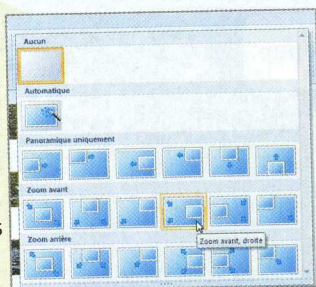 Aucun
Automatique
Panoramique uniquement
Zoom avant
Zoom avant, droite
Zoom arrière